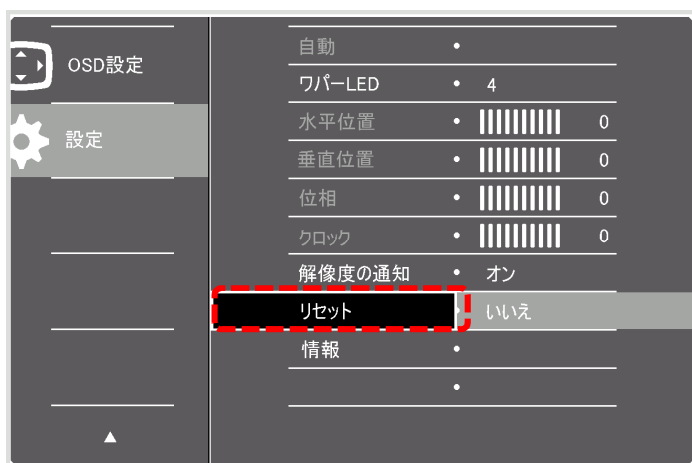 OSD設定
設定
自動
ワパーLED 4
水平位置 0
垂直位置 0
位相 0
クロック 0
解像度の通知 オン
リセット いいえ
情報